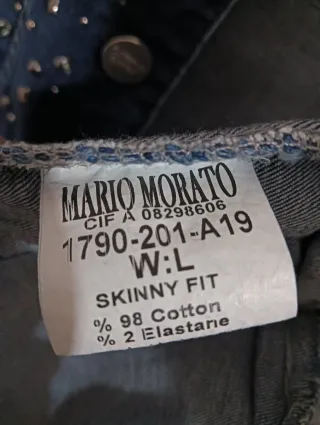 MARIO MORATO
CIF A 08298606
1790-201-A19
W:L
SKINNY FIT
% 98 Cotton
% 2 Elastane